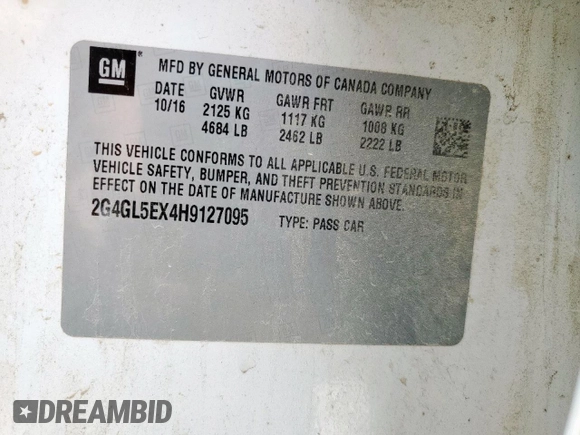 GM
MFD BY GENERAL MOTORS OF CANADA COMPANY
DATE GVWR GAWR FRT GAWR RR
10/16 2125 KG 1117 KG 1008 KG
4684 LB 2462 LB 2222 LB
THIS VEHICLE CONFORMS TO ALL APPLICABLE U.S. FEDERAL MOTOR
VEHICLE SAFETY, BUMPER, AND THEFT PREVENTION STANDARDS IN
EFFECT ON THE DATE OF MANUFACTURE SHOWN ABOVE.
2G4GL5EX4H9127095 TYPE: PASS CAR
DREAMBID